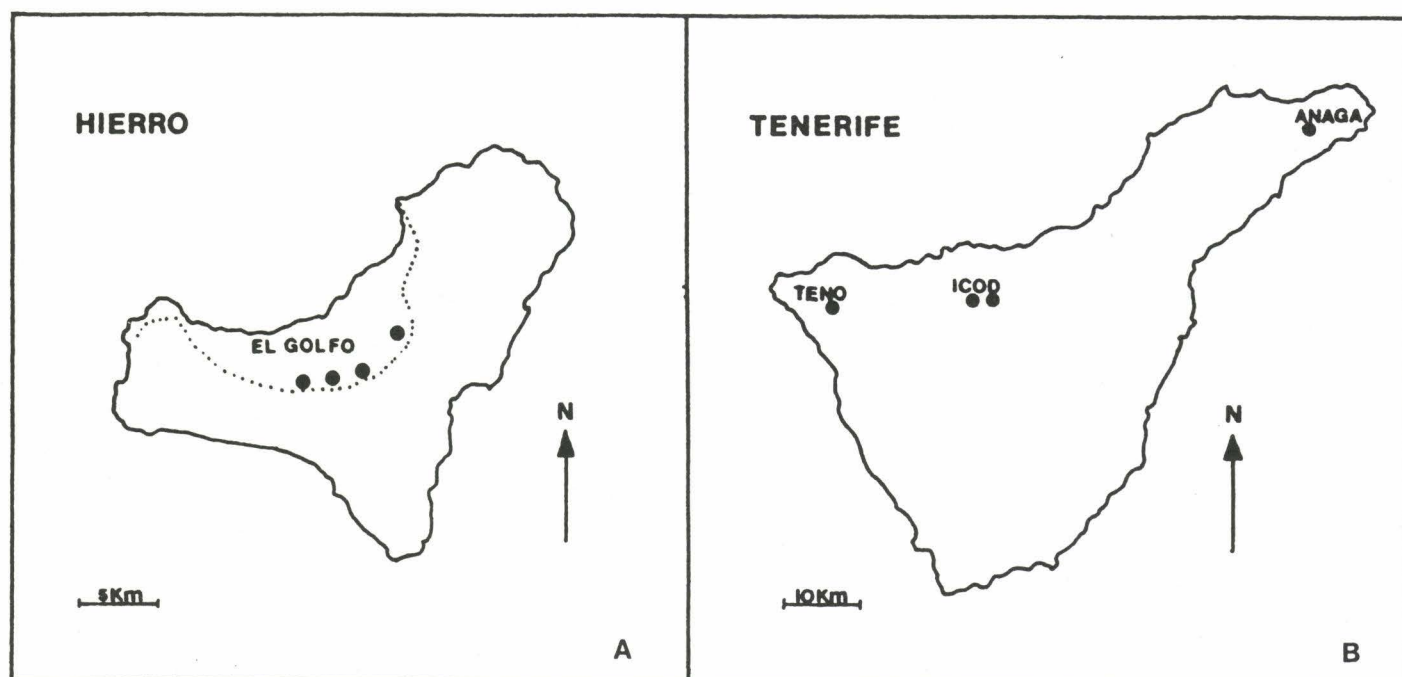 HIERRO
EL GOLFO
N
5Km
A
TENERIFE
ANAGA
TENO
ICOD
N
10Km
B